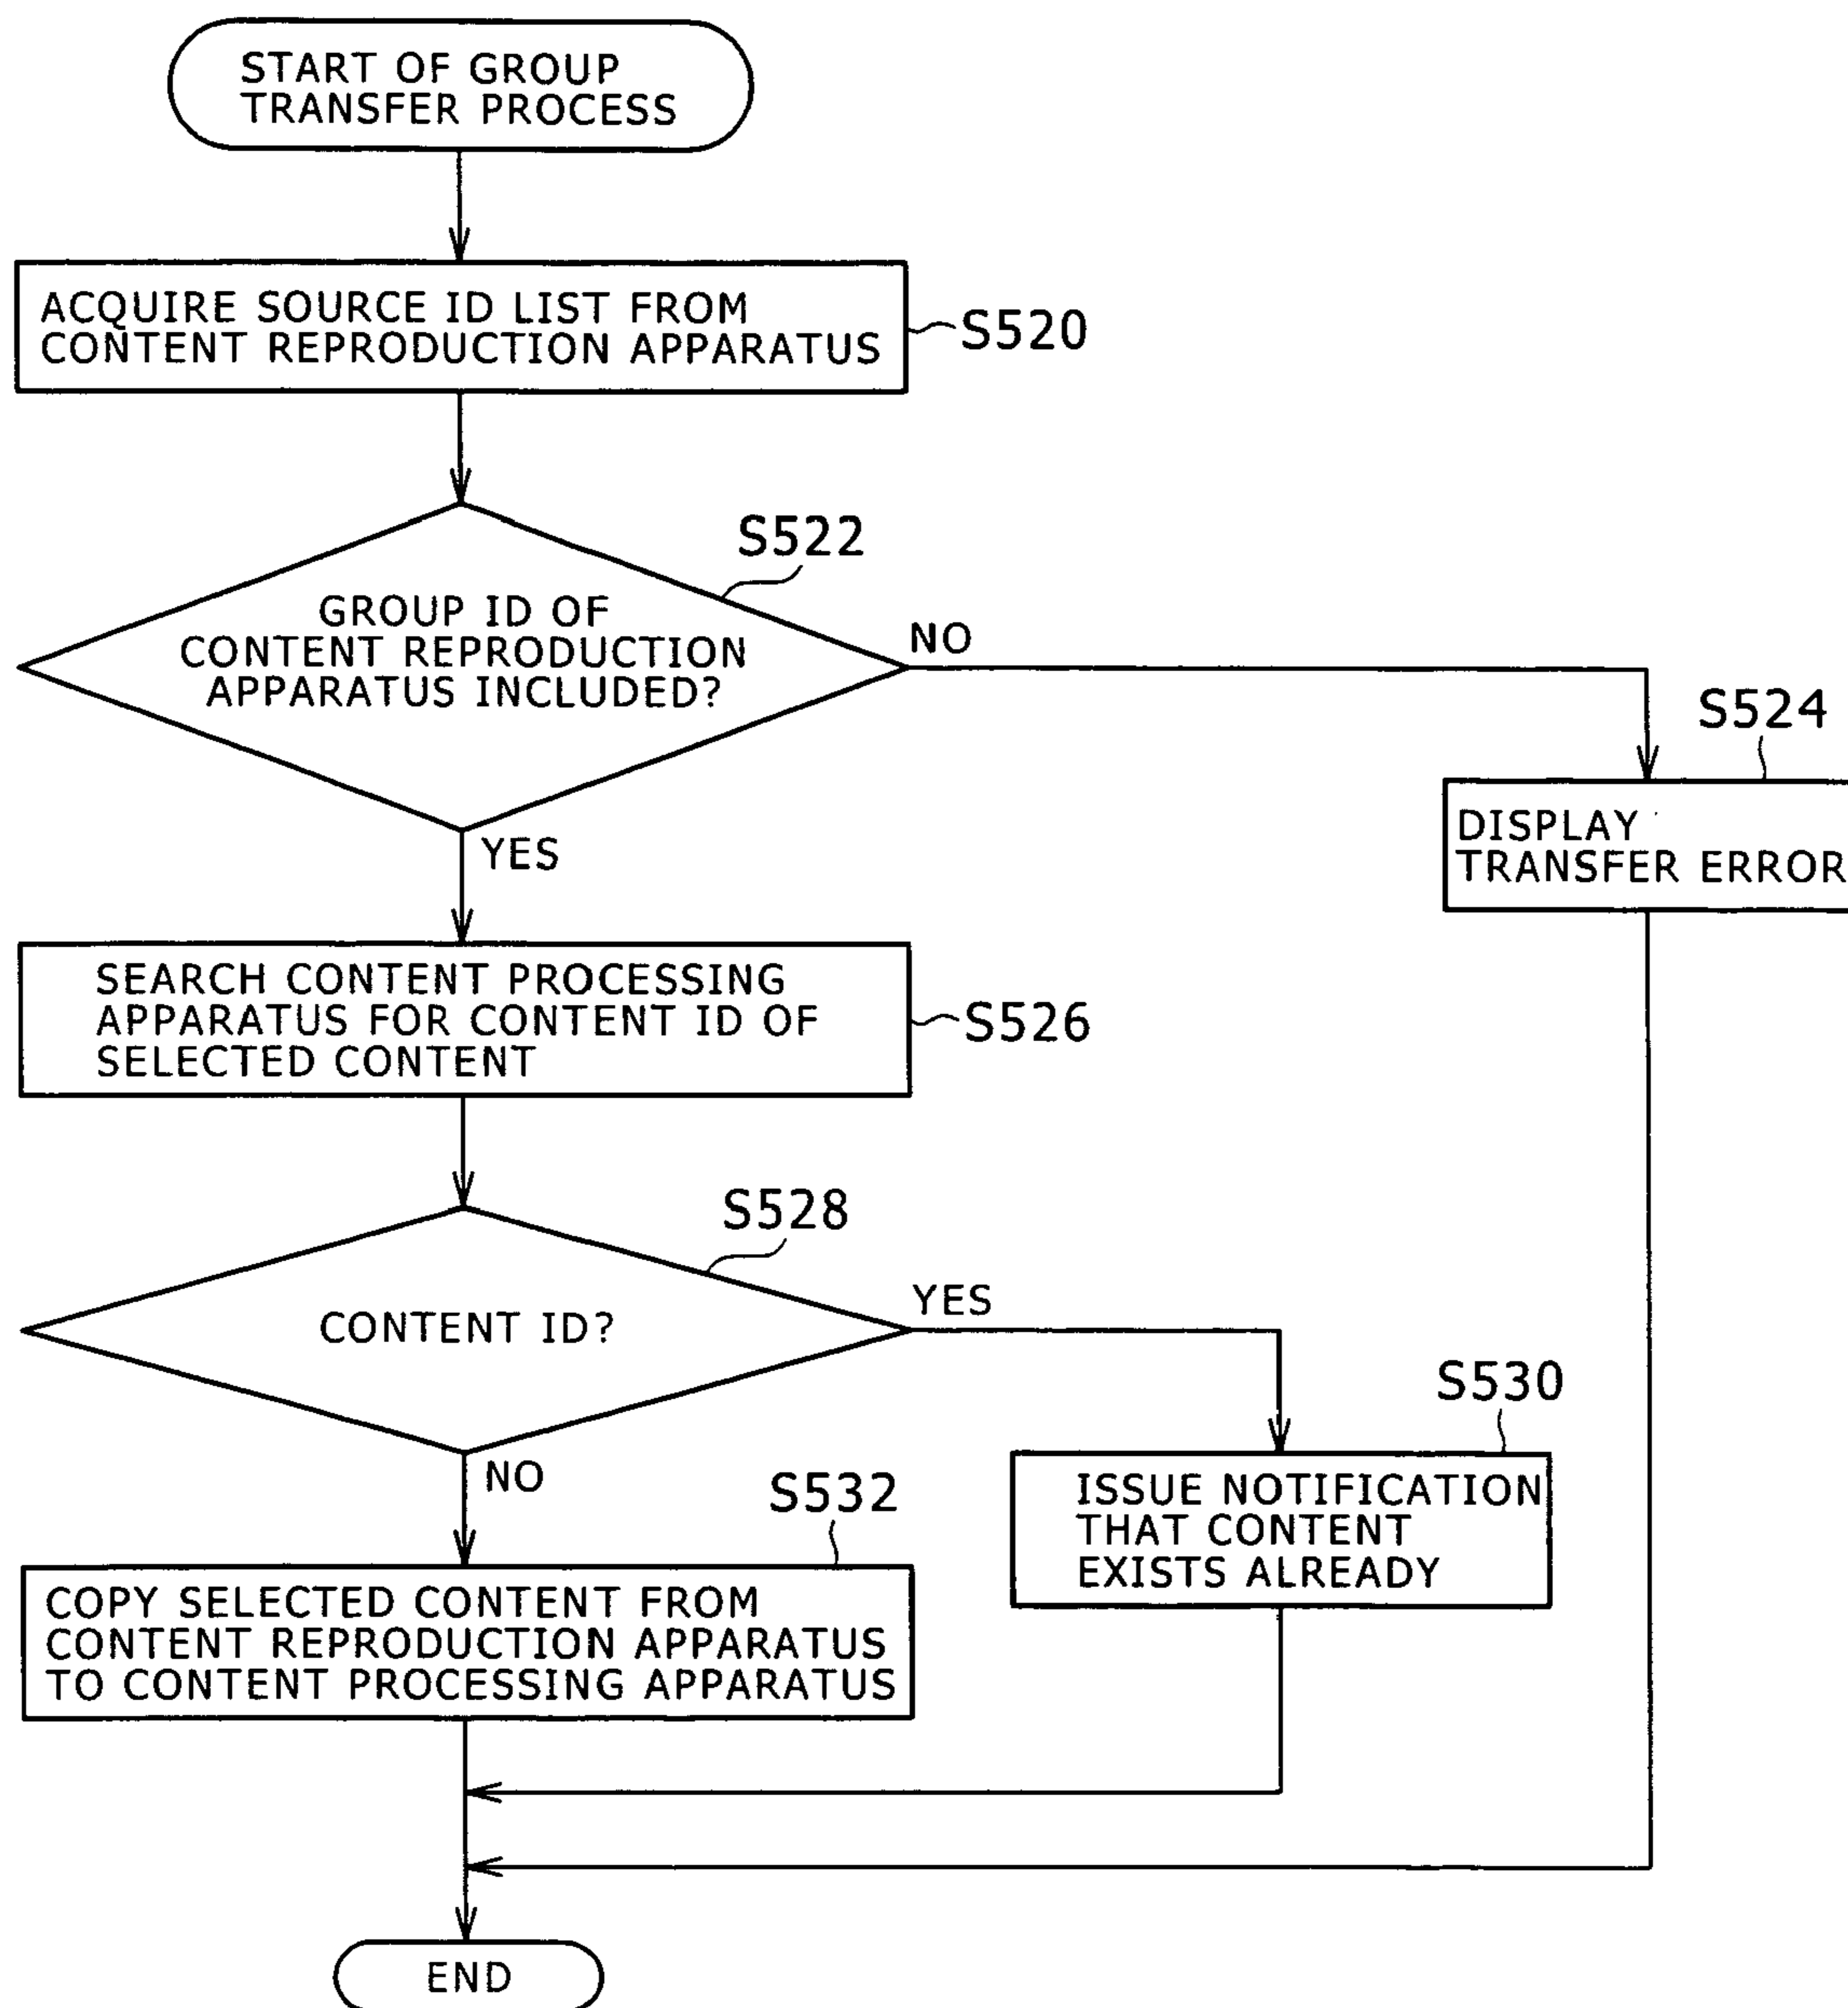 START OF GROUP
TRANSFER PROCESS
ACQUIRE SOURCE ID LIST FROM
CONTENT REPRODUCTION APPARATUS
S520
S522
GROUP ID OF
CONTENT REPRODUCTION
APPARATUS INCLUDED?
NO
YES
S524
DISPLAY
TRANSFER ERROR
SEARCH CONTENT PROCESSING
APPARATUS FOR CONTENT ID OF
SELECTED CONTENT
S526
S528
CONTENT ID?
YES
NO
S530
ISSUE NOTIFICATION
THAT CONTENT
EXISTS ALREADY
S532
COPY SELECTED CONTENT FROM
CONTENT REPRODUCTION APPARATUS
TO CONTENT PROCESSING APPARATUS
END